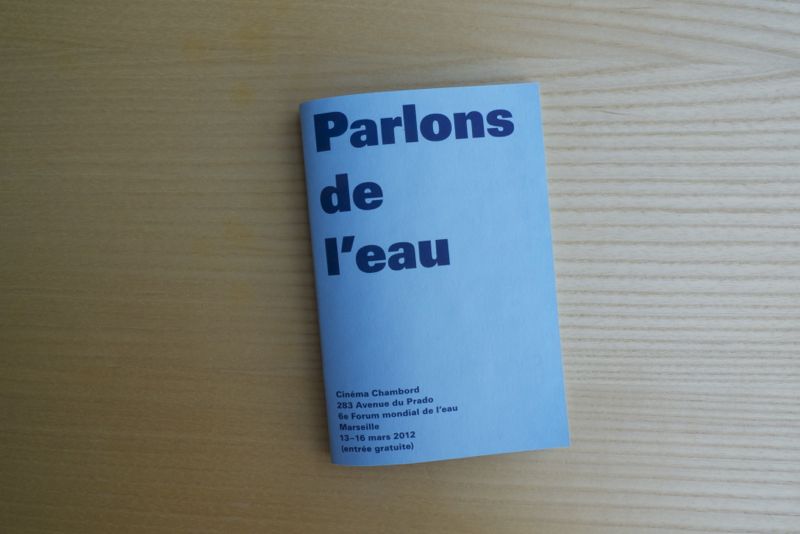 Parlons
de
l'eau
Cinéma Chambord
283 Avenue du Prado
6e Forum mondial de l'eau
Marseille
13–16 mars 2012
(entrée gratuite)